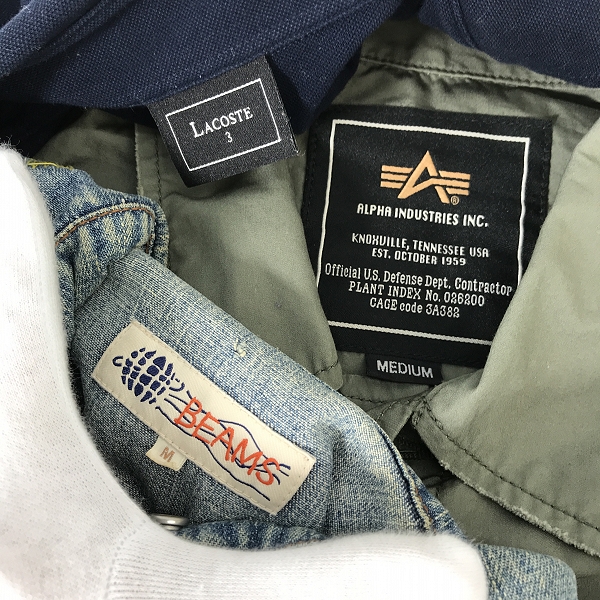 LACOSTE
3
ALPHA INDUSTRIES INC.
KNOXVILLE, TENNESSEE USA
EST. OCTOBER 1959
Official U.S. Defense Dept. Contractor
PLANT INDEX No. 026200
CAGE code 3A382
MEDIUM
BEAMS
M